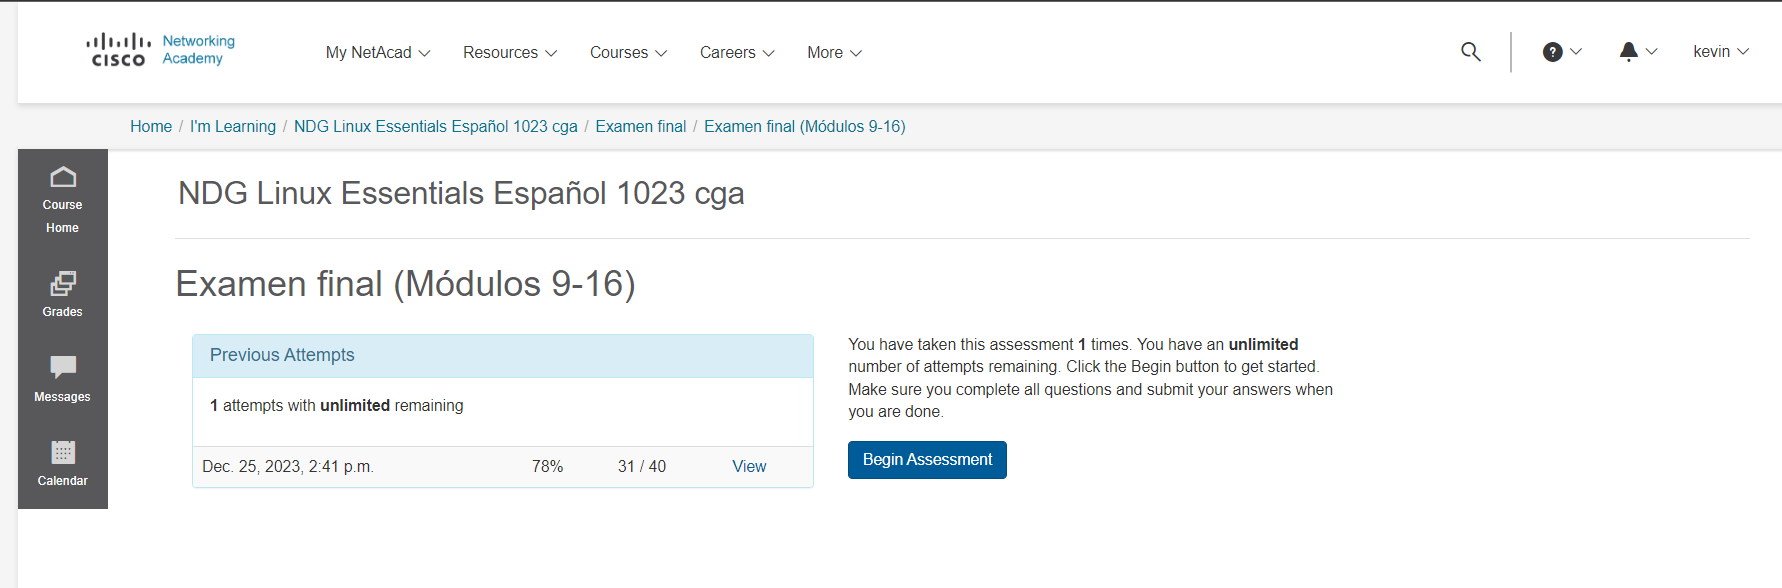 CISCO
Networking
Academy
My NetAcad
Resources
Courses
Careers
More
?
kevin
Home / I'm Learning / NDG Linux Essentials Español 1023 cga / Examen final / Examen final (Módulos 9-16)
Course
Home
Grades
Messages
Calendar
NDG Linux Essentials Español 1023 cga
Examen final (Módulos 9-16)
Previous Attempts
1 attempts with unlimited remaining
Dec. 25, 2023, 2:41 p.m. 78% 31 / 40 View
You have taken this assessment 1 times. You have an unlimited
number of attempts remaining. Click the Begin button to get started.
Make sure you complete all questions and submit your answers when
you are done.
Begin Assessment